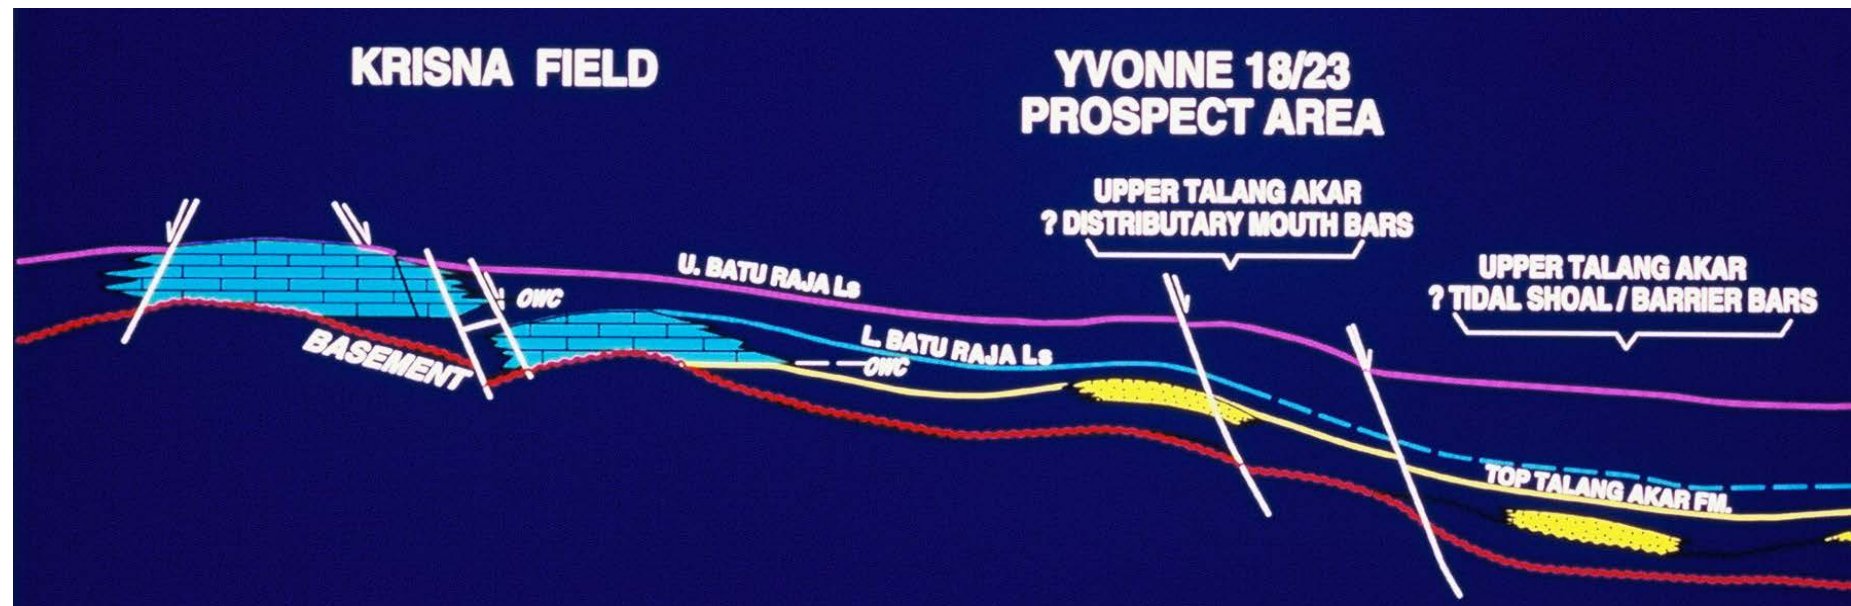 KRISNA FIELD
YVONNE 18/23
PROSPECT AREA
UPPER TALANG AKAR
? DISTRIBUTARY MOUTH BARS
UPPER TALANG AKAR
? TIDAL SHOAL / BARRIER BARS
U. BATU RAJA Ls
OWC
L. BATU RAJA Ls
OWC
BASEMENT
TOP TALANG AKAR FM.